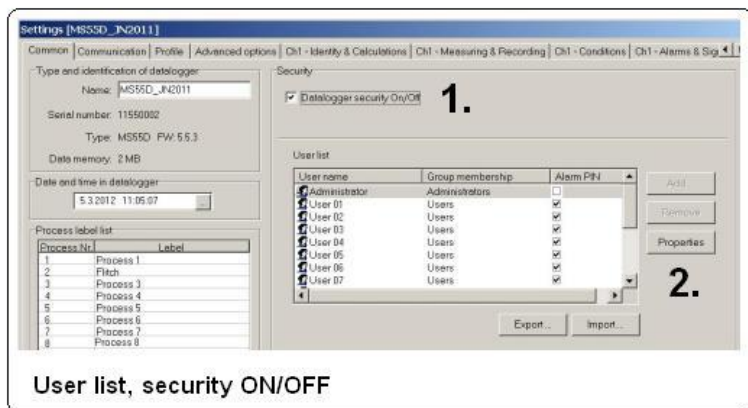 Settings [MS55D_JN2011]
Common Communication Profile Advanced options Ch1 - Identity & Calculations Ch1 - Measuring & Recording Ch1 - Conditions Ch1 - Alarms & Sig
Type and identification of datalogger
Name: MS55D_JN2011
Serial number: 11550002
Type: MS55D FW: 5.5.3
Data memory: 2 MB
Date and time in datalogger
5.3.2012 11:05:07 ...
Process label list
Process Nr. Label
1 Process 1
2 Flitch
3 Process 3
4 Process 4
5 Process 5
6 Process 6
7 Process 7
8 Process 8
Security
Datalogger security On/Off
1.
User list
User name Group membership Alarm PIN
Administrator Administrators
User 01 Users
User 02 Users
User 03 Users
User 04 Users
User 05 Users
User 06 Users
User 07 Users
Add...
Remove
Properties
2.
Export... Import...
User list, security ON/OFF